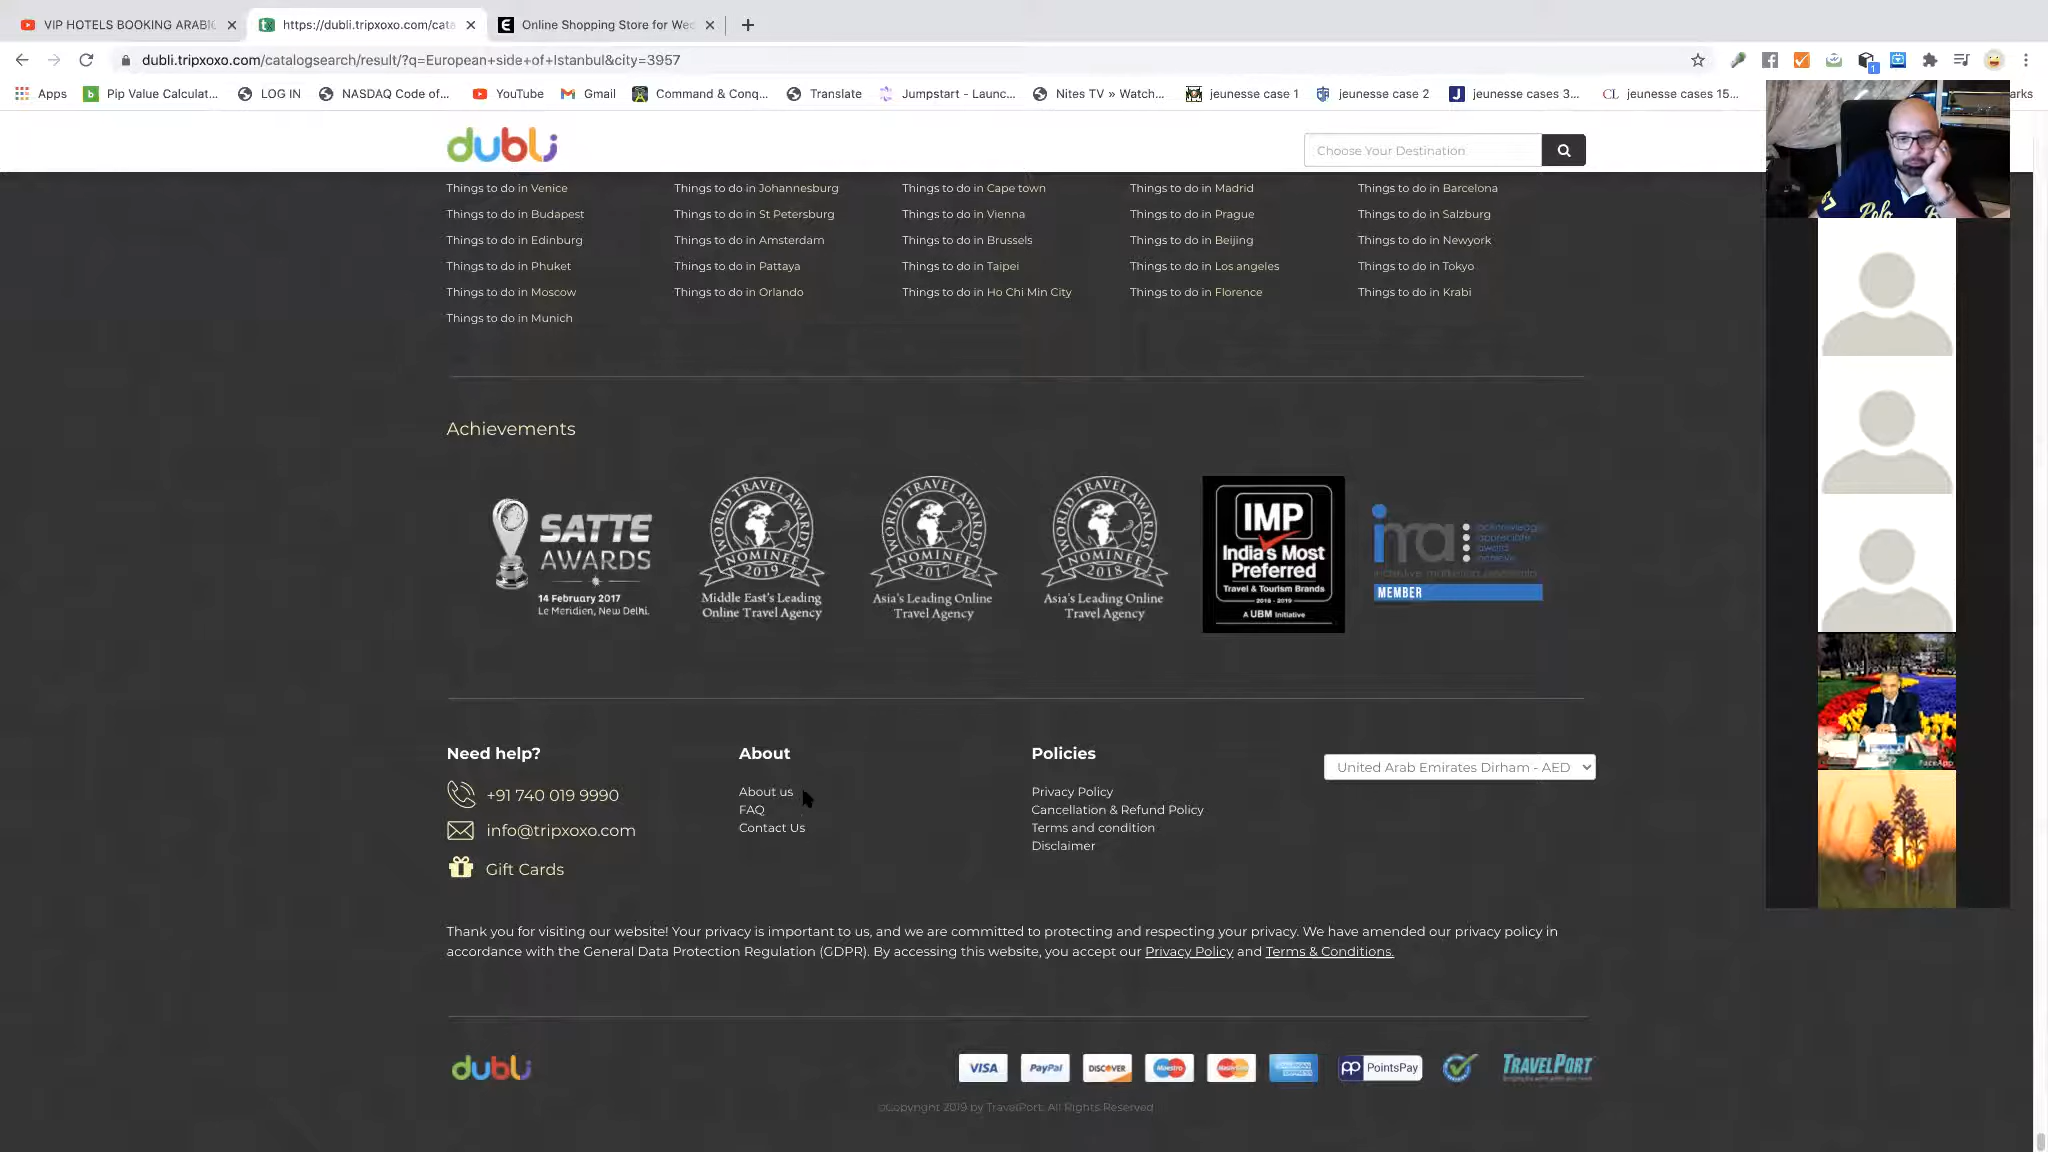 VIP HOTELS BOOKING ARABI
https://dubli.tripxoxo.com/cata
Online Shopping Store for Wed
dubli.tripxoxo.com/catalogsearch/result/?q=European+side+of+Istanbul&city=3957
Apps
Pip Value Calculat...
LOG IN
NASDAQ Code of...
YouTube
Gmail
Command & Conq...
Translate
Jumpstart - Launc...
Nites TV » Watch...
jeunesse case 1
jeunesse case 2
jeunesse cases 3...
CL jeunesse cases 15...
arks
dubli
Choose Your Destination
Things to do in Venice
Things to do in Johannesburg
Things to do in Cape town
Things to do in Madrid
Things to do in Barcelona
Things to do in Budapest
Things to do in St Petersburg
Things to do in Vienna
Things to do in Prague
Things to do in Salzburg
Things to do in Edinburg
Things to do in Amsterdam
Things to do in Brussels
Things to do in Beijing
Things to do in Newyork
Things to do in Phuket
Things to do in Pattaya
Things to do in Taipei
Things to do in Los angeles
Things to do in Tokyo
Things to do in Moscow
Things to do in Orlando
Things to do in Ho Chi Min City
Things to do in Florence
Things to do in Krabi
Things to do in Munich
Achievements
SATTE
AWARDS
14 February 2017
Le Meridien, New Delhi.
WORLD TRAVEL AWARDS
NOMINEE
2019
Middle East's Leading
Online Travel Agency
WORLD TRAVEL AWARDS
NOMINEE
2017
Asia's Leading Online
Travel Agency
WORLD TRAVEL AWARDS
NOMINEE
2018
Asia's Leading Online
Travel Agency
IMP
India's Most
Preferred
Travel & Tourism Brands
2018 - 2019
A UBM Initiative
ima
appreciate
award
achieve
MEMBER
Need help?
+91 740 019 9990
info@tripxoxo.com
Gift Cards
About
About us
FAQ
Contact Us
Policies
Privacy Policy
Cancellation & Refund Policy
Terms and condition
Disclaimer
United Arab Emirates Dirham - AED
Thank you for visiting our website! Your privacy is important to us, and we are committed to protecting and respecting your privacy. We have amended our privacy policy in
accordance with the General Data Protection Regulation (GDPR). By accessing this website, you accept our Privacy Policy and Terms & Conditions.
dubli
VISA
PayPal
DISCOVER
Maestro
MasterCard
AMERICAN EXPRESS
pp PointsPay
TRAVELPORT
©Copyright 2019 by TravelPort. All Rights Reserved
FaceApp